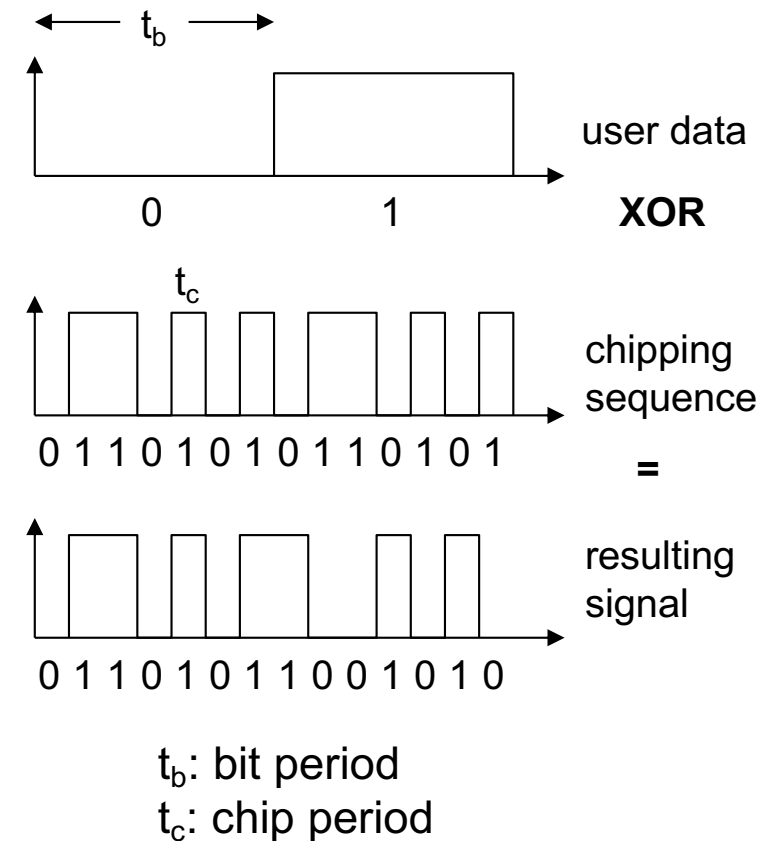 t_b
user data
0 1 XOR
t_c
chipping
sequence
0 1 1 0 1 0 1 0 1 1 0 1 0 1
=
resulting
signal
0 1 1 0 1 0 1 1 0 0 1 0 1 0
t_b: bit period
t_c: chip period